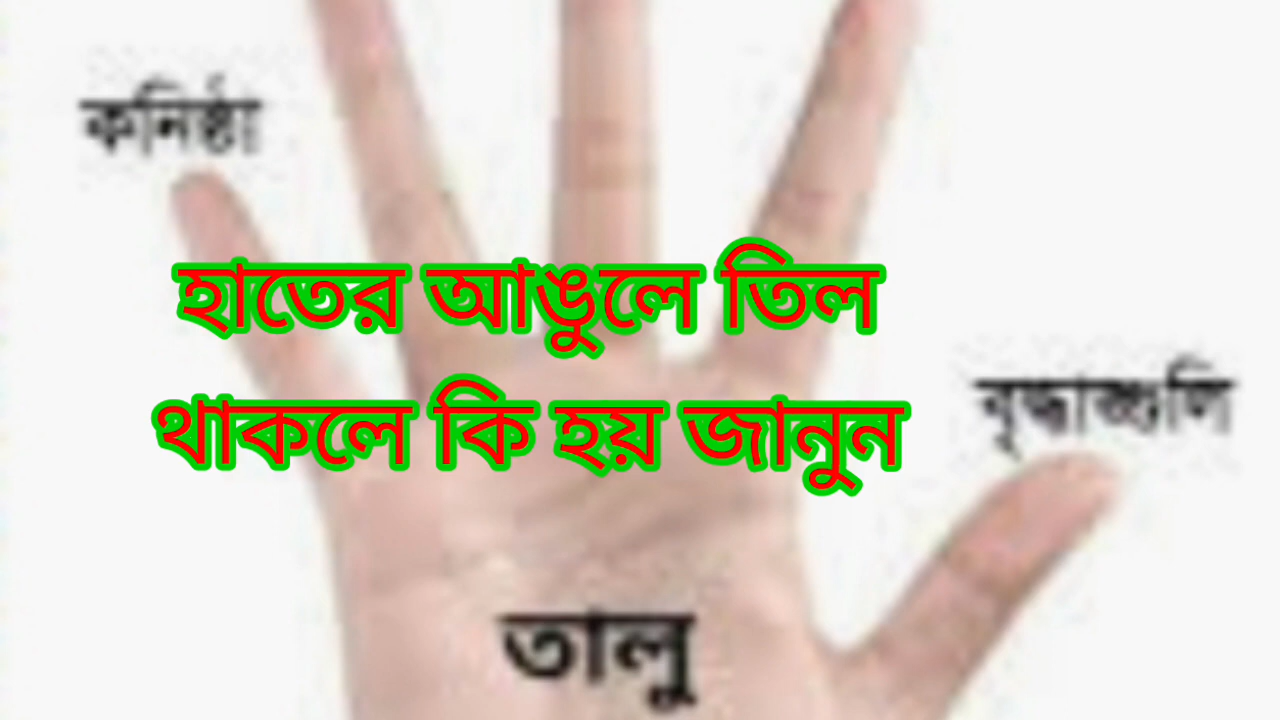 কনিষ্ঠা
হাতের আঙুলে তিল
থাকলে কি হয় জানুন
বৃদ্ধাঙ্গুলি
তালু